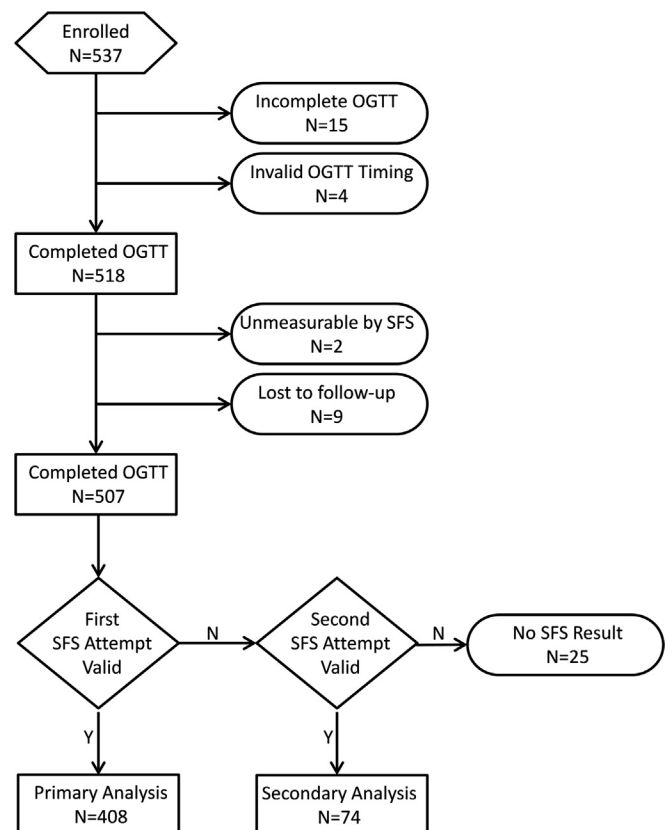 Enrolled
N=537
Incomplete OGTT
N=15
Invalid OGTT Timing
N=4
Completed OGTT
N=518
Unmeasurable by SFS
N=2
Lost to follow-up
N=9
Completed OGTT
N=507
First
SFS Attempt
Valid
N
Second
SFS Attempt
Valid
N
No SFS Result
N=25
Y
Y
Primary Analysis
N=408
Secondary Analysis
N=74